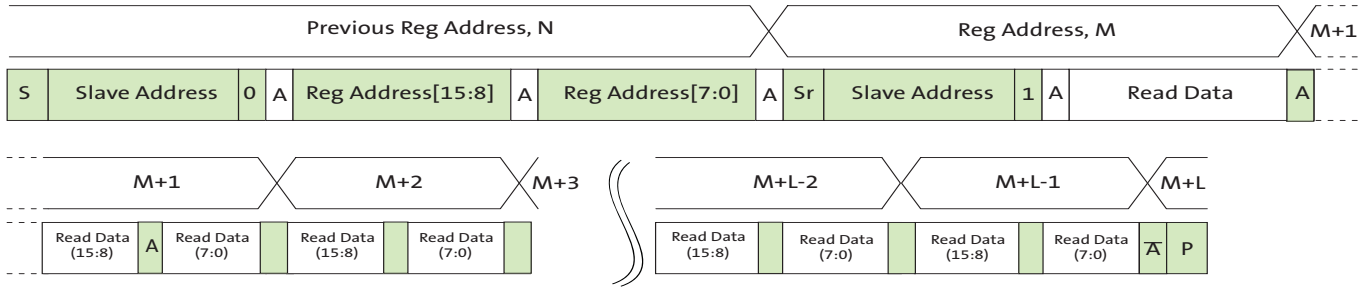 Previous Reg Address, N Reg Address, M M+1
S Slave Address 0 A Reg Address[15:8] A Reg Address[7:0] A Sr Slave Address 1 A Read Data A
M+1 M+2 M+3 M+L-2 M+L-1 M+L
Read Data A Read Data Read Data Read Data Read Data Read Data Read Data Read Data A̅ P
(15:8) (7:0) (15:8) (7:0) (15:8) (7:0) (15:8) (7:0)